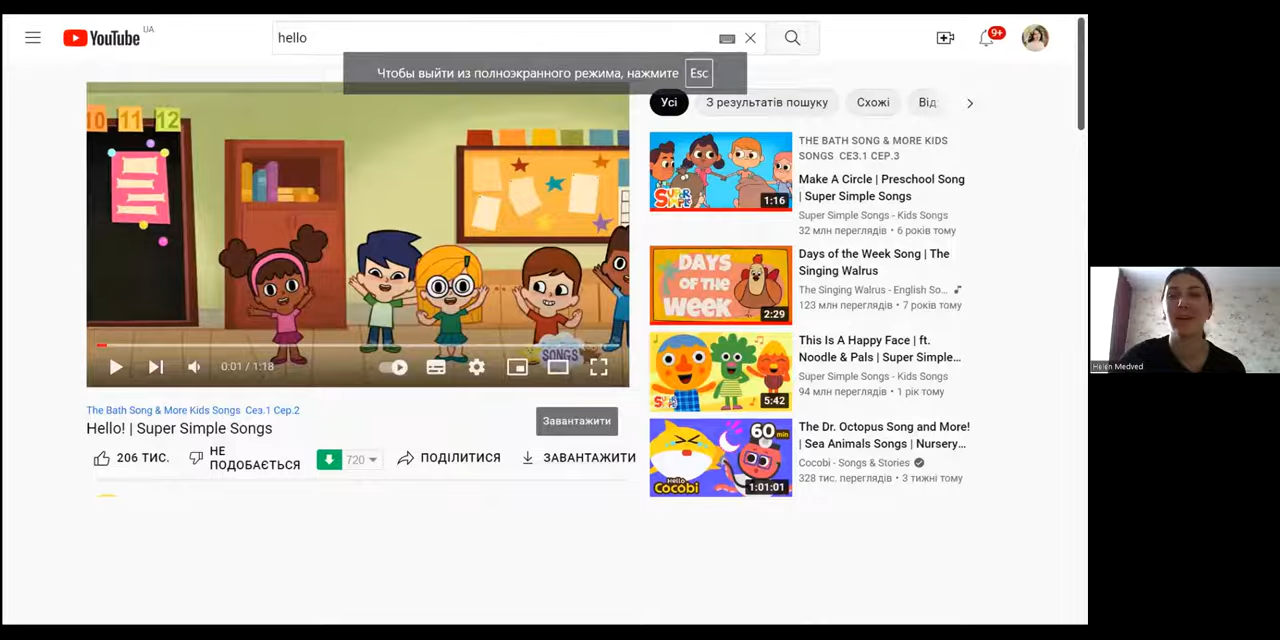 YouTube UA
hello
9+
Чтобы выйти из полноэкранного режима, нажмите Esc
10 11 12
SONGS
0:01 / 1:18
The Bath Song & More Kids Songs Сез.1 Сер.2
Hello! | Super Simple Songs
Завантажити
206 ТИС.
НЕ
ПОДОБАЄТЬСЯ
720
ПОДІЛИТИСЯ
ЗАВАНТАЖИТИ
Усі
З результатів пошуку
Схожі
Від
SUPER
SIMPLE
1:16
THE BATH SONG & MORE KIDS
SONGS СЕЗ.1 СЕР.3
Make A Circle | Preschool Song
| Super Simple Songs
Super Simple Songs - Kids Songs
32 млн переглядів • 6 років тому
DAYS
OF THE
WEEK
2:29
Days of the Week Song | The
Singing Walrus
The Singing Walrus - English So...
123 млн переглядів • 7 років тому
5:42
This Is A Happy Face | ft.
Noodle & Pals | Super Simple...
Super Simple Songs - Kids Songs
94 млн переглядів • 1 рік тому
60 min
Hello
Cocobi
1:01:01
The Dr. Octopus Song and More!
| Sea Animals Songs | Nursery...
Cocobi - Songs & Stories
328 тис. переглядів • 3 тижні тому
Helen Medved